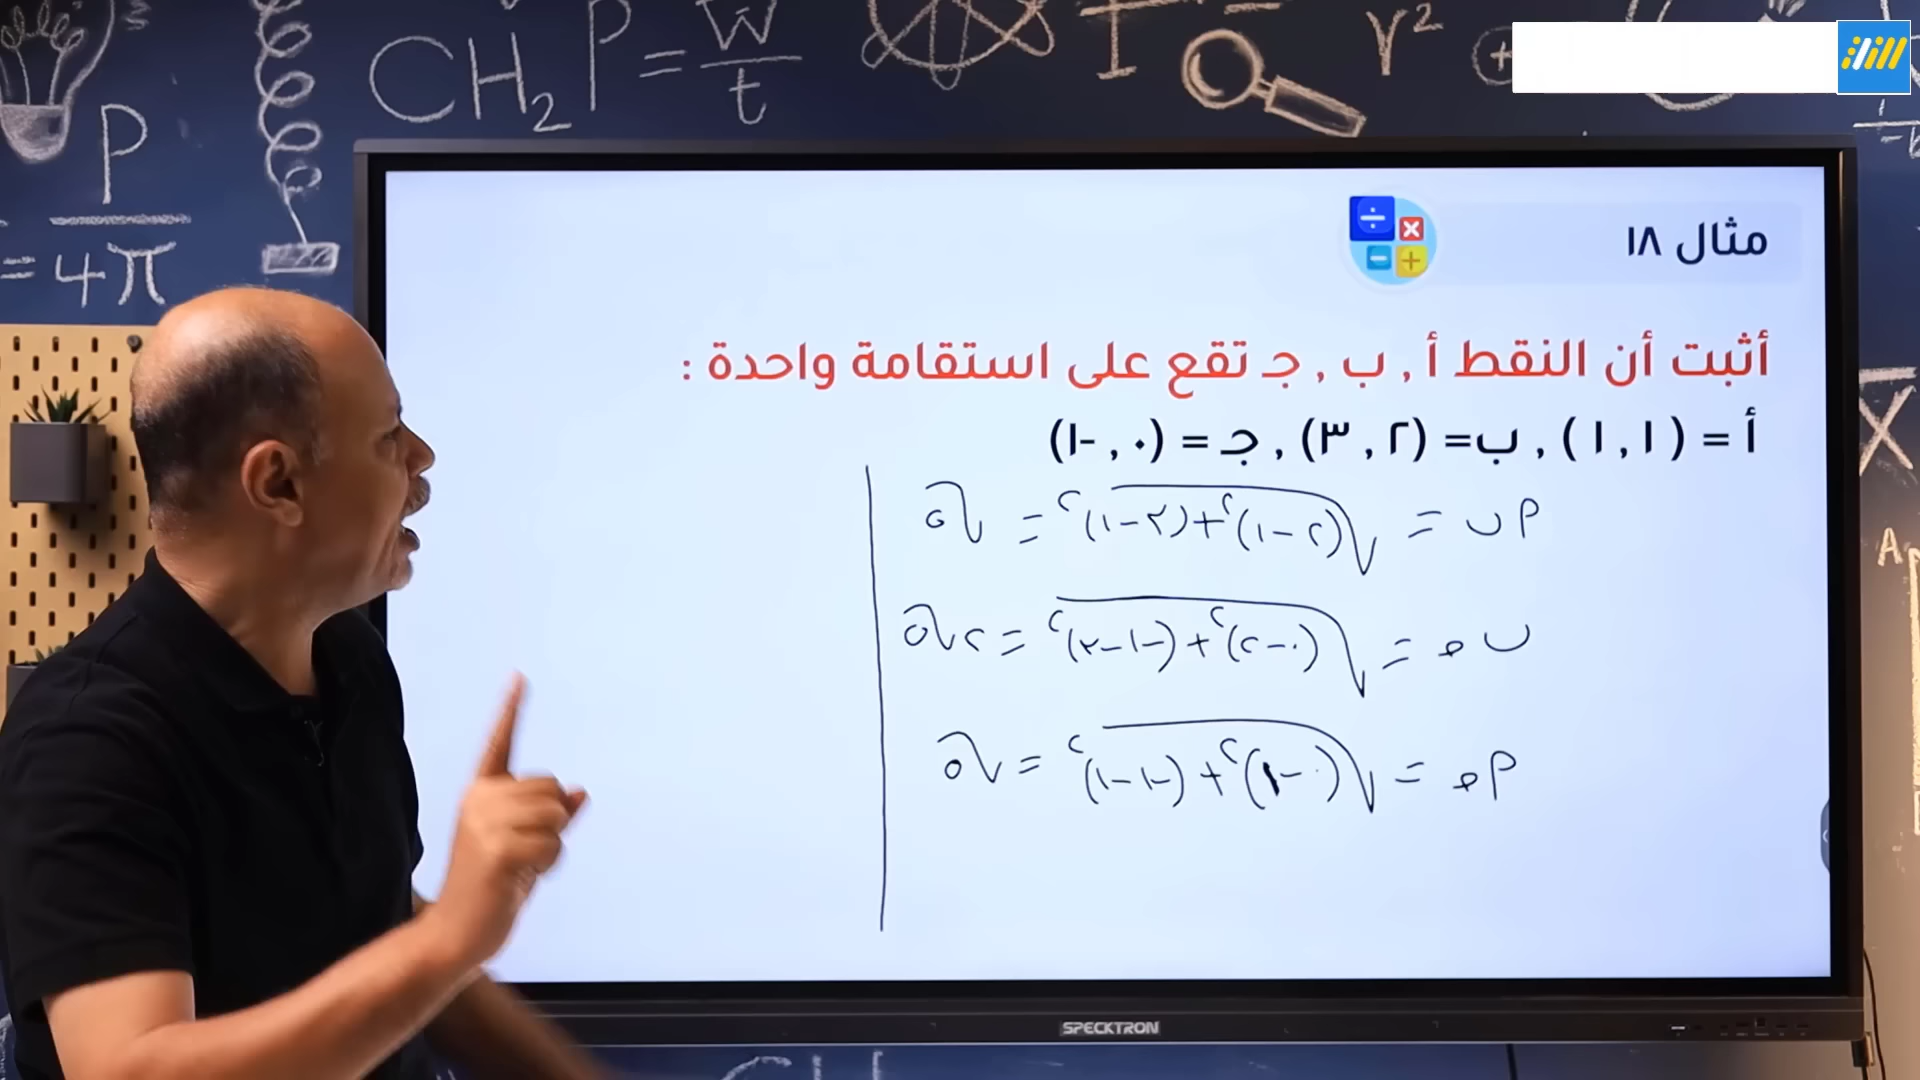 CH₂ P = W/t
r²
P
= 4π
مثال ١٨
أثبت أن النقط أ , ب , جـ تقع على استقامة واحدة :
أ = (١ , ١) , ب= (٢ , ٣) , جـ = (٠ , -١)
أ ب = √(٢-١)² + (٣-١)² = √٥
ب جـ = √(٠-٢)² + (-١-٣)² = ٢√٥
أ جـ = √(٠-١)² + (-١-١)² = √٥
X
A
SPECKTRON